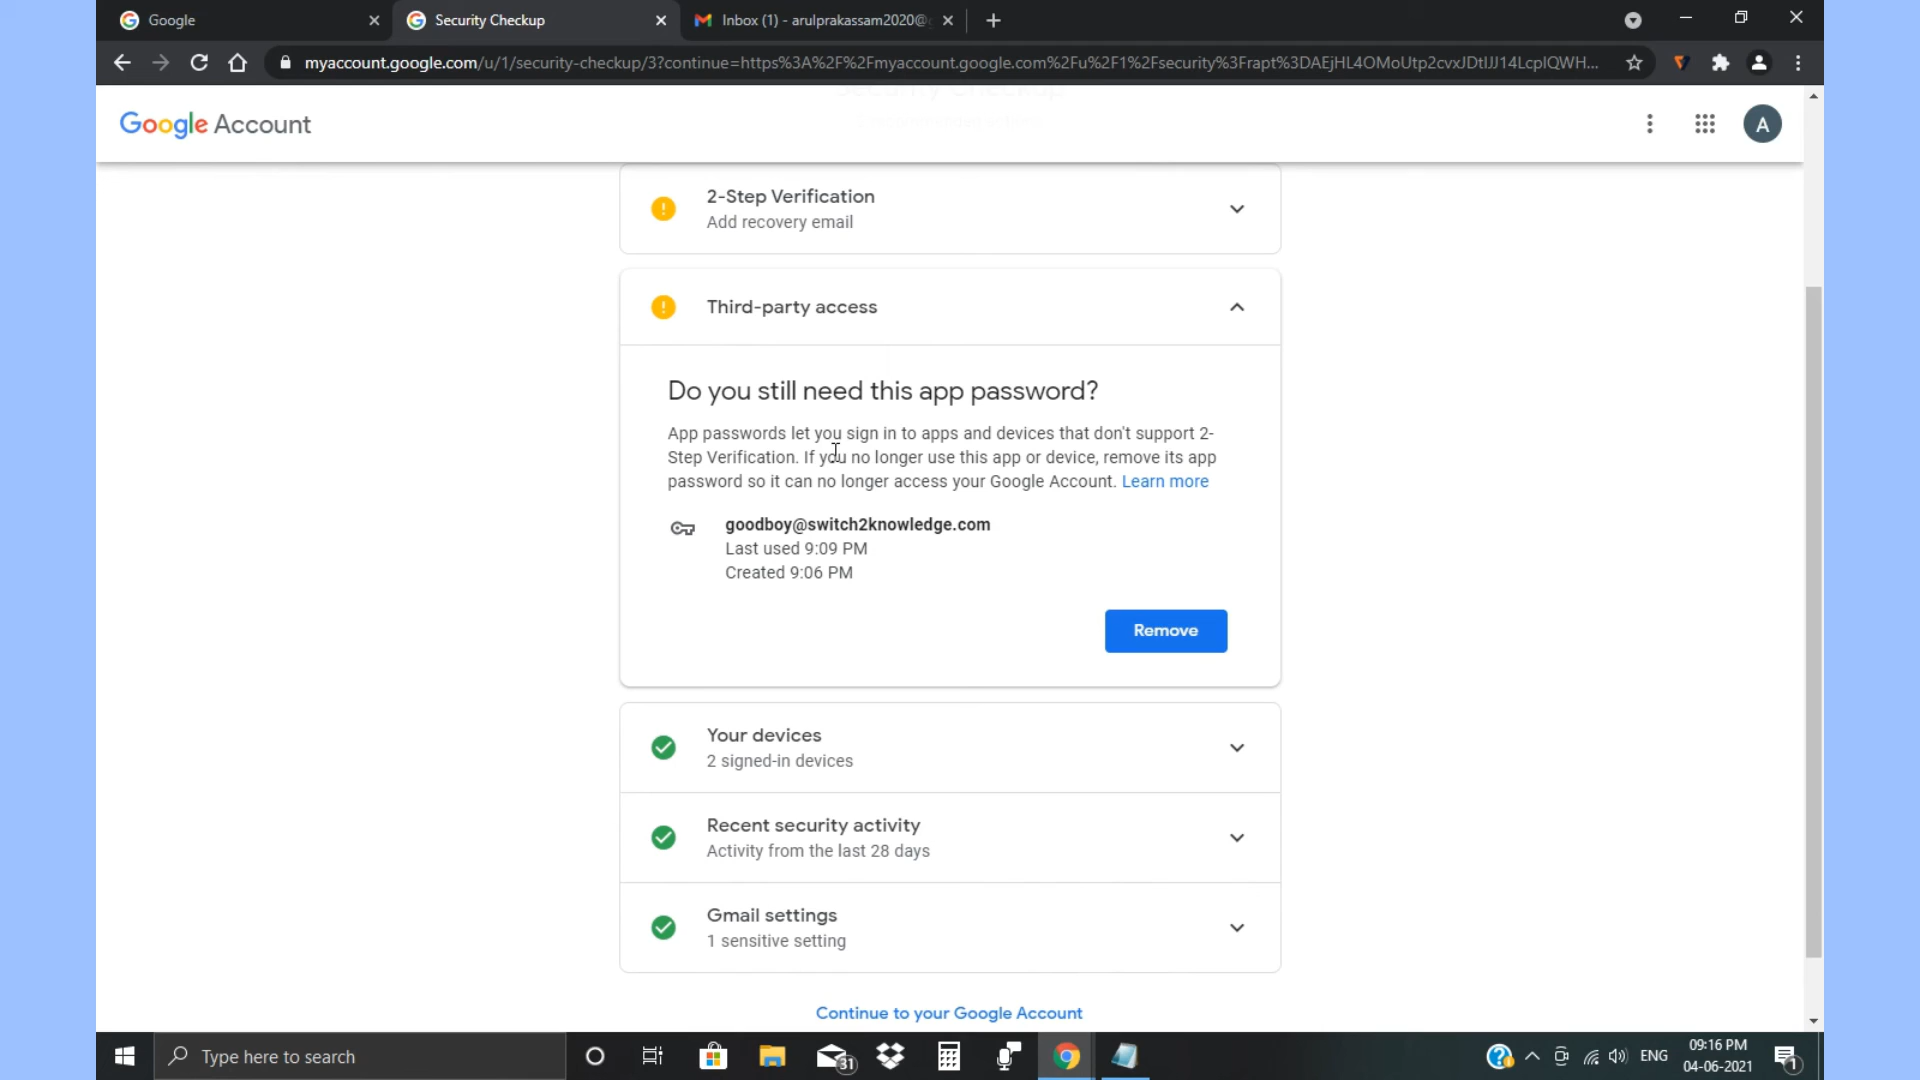 Google
Security Checkup
Inbox (1) - arulprakassam2020@
myaccount.google.com/u/1/security-checkup/3?continue=https%3A%2F%2Fmyaccount.google.com%2Fu%2F1%2Fsecurity%3Frapt%3DAEjHL4OMoUtp2cvxJDtIJJ14LcpIQWH...
Google Account
A
2-Step Verification
Add recovery email
Third-party access
Do you still need this app password?
App passwords let you sign in to apps and devices that don't support 2-
Step Verification. If you no longer use this app or device, remove its app
password so it can no longer access your Google Account. Learn more
goodboy@switch2knowledge.com
Last used 9:09 PM
Created 9:06 PM
Remove
Your devices
2 signed-in devices
Recent security activity
Activity from the last 28 days
Gmail settings
1 sensitive setting
Continue to your Google Account
Type here to search
31
ENG
09:16 PM
04-06-2021
1